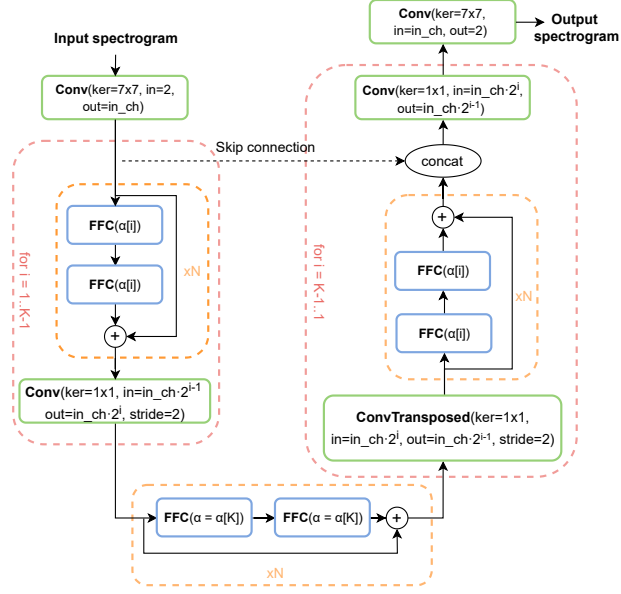 Input spectrogram
Conv(ker=7x7, in=2,
out=in_ch)
for i = 1..K-1
FFC(α[i])
FFC(α[i])
xN
+
Conv(ker=1x1, in=in_ch·2^i-1
out=in_ch·2^i, stride=2)
Skip connection
FFC(α = α[K])
FFC(α = α[K])
+
xN
ConvTransposed(ker=1x1,
in=in_ch·2^i, out=in_ch·2^i-1, stride=2)
for i = K-1..1
FFC(α[i])
FFC(α[i])
xN
+
concat
Conv(ker=1x1, in=in_ch·2^i,
out=in_ch·2^i-1)
Conv(ker=7x7,
in=in_ch, out=2)
Output
spectrogram